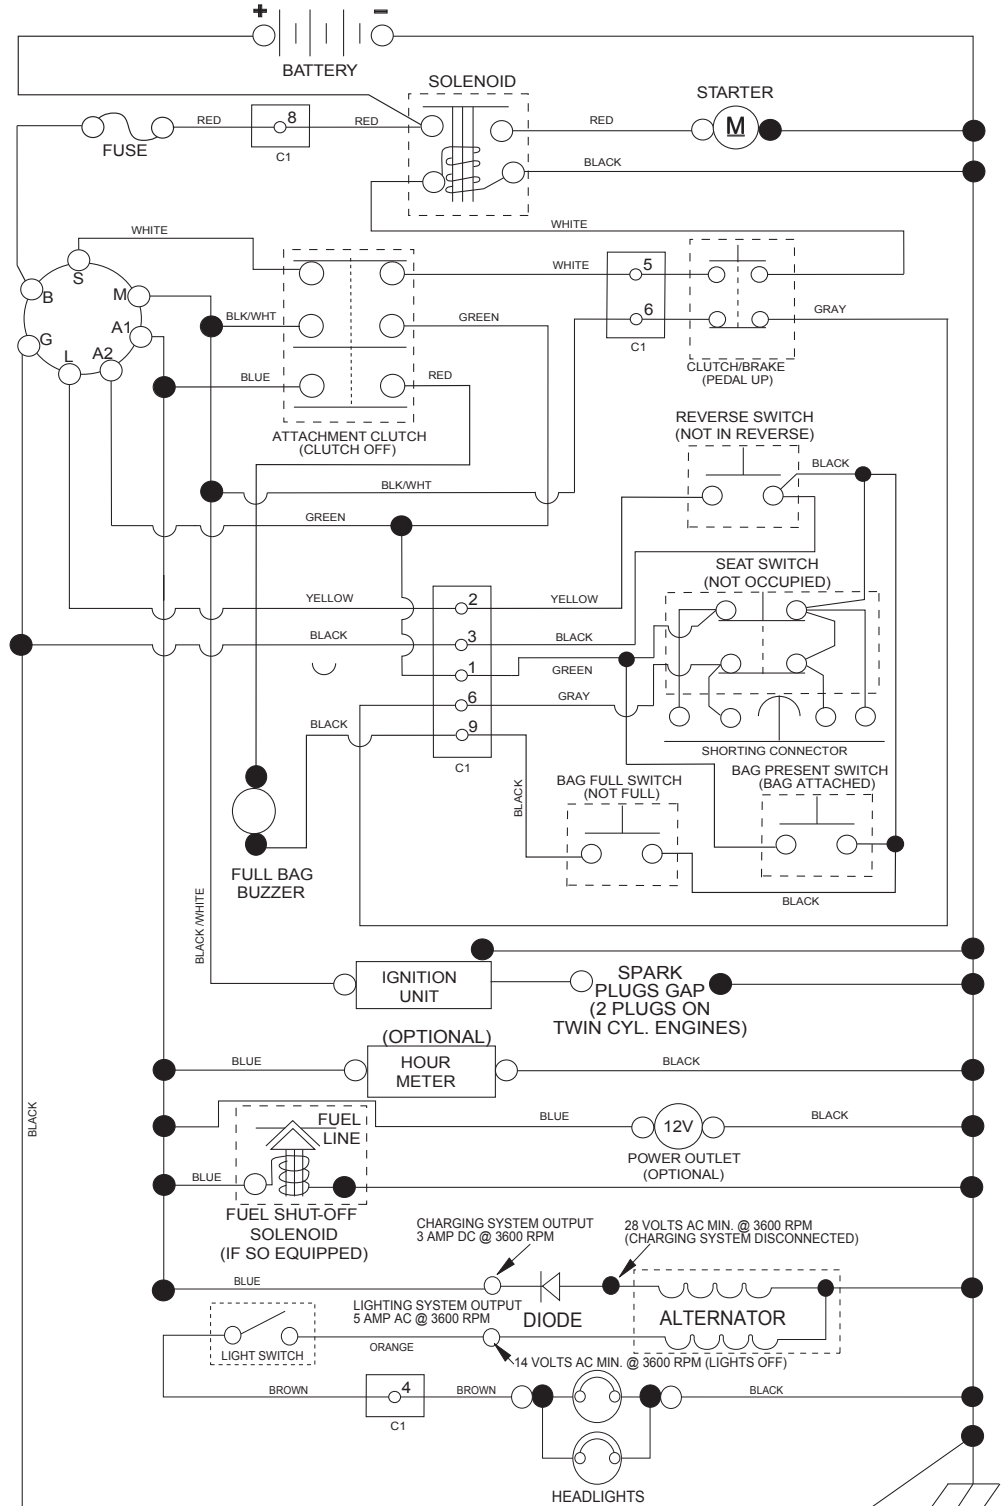 + −
BATTERY
SOLENOID
STARTER
RED 8 RED
RED
M
FUSE
C1
BLACK
WHITE
WHITE
S
B
M
WHITE 5
A1
BLK/WHT
GREEN
6
GRAY
G
L
A2
C1
BLUE
RED
CLUTCH/BRAKE
(PEDAL UP)
ATTACHMENT CLUTCH
(CLUTCH OFF)
REVERSE SWITCH
(NOT IN REVERSE)
BLACK
BLK/WHT
GREEN
SEAT SWITCH
(NOT OCCUPIED)
YELLOW 2 YELLOW
BLACK 3 BLACK
1 GREEN
6 GRAY
BLACK 9
SHORTING CONNECTOR
C1
BLACK
BAG FULL SWITCH
(NOT FULL)
BAG PRESENT SWITCH
(BAG ATTACHED)
FULL BAG
BUZZER
BLACK
BLACK /WHITE
IGNITION
UNIT
SPARK
PLUGS GAP
(2 PLUGS ON
TWIN CYL. ENGINES)
(OPTIONAL)
BLUE
HOUR
METER
BLACK
BLACK
FUEL
LINE
BLUE
12V
BLACK
POWER OUTLET
(OPTIONAL)
BLUE
FUEL SHUT-OFF
SOLENOID
(IF SO EQUIPPED)
CHARGING SYSTEM OUTPUT
3 AMP DC @ 3600 RPM
28 VOLTS AC MIN. @ 3600 RPM
(CHARGING SYSTEM DISCONNECTED)
BLUE
DIODE
ALTERNATOR
LIGHTING SYSTEM OUTPUT
5 AMP AC @ 3600 RPM
LIGHT SWITCH
ORANGE
14 VOLTS AC MIN. @ 3600 RPM (LIGHTS OFF)
BROWN 4 BROWN
BLACK
C1
HEADLIGHTS